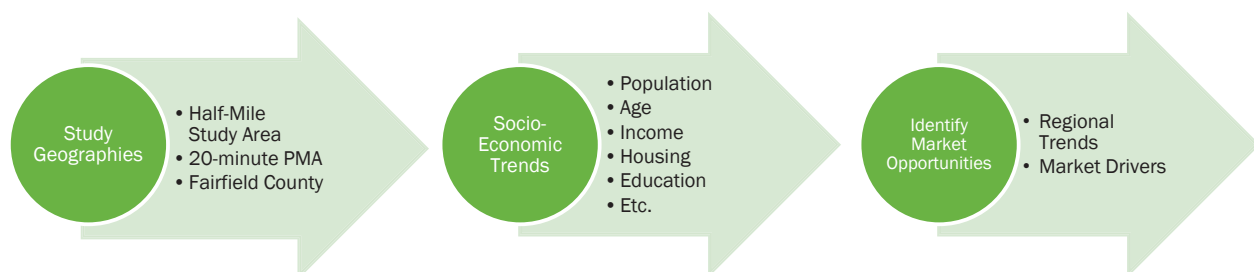 Study
Geographies
• Half-Mile
Study Area
• 20-minute PMA
• Fairfield County
Socio-
Economic
Trends
• Population
• Age
• Income
• Housing
• Education
• Etc.
Identify
Market
Opportunities
• Regional
Trends
• Market Drivers